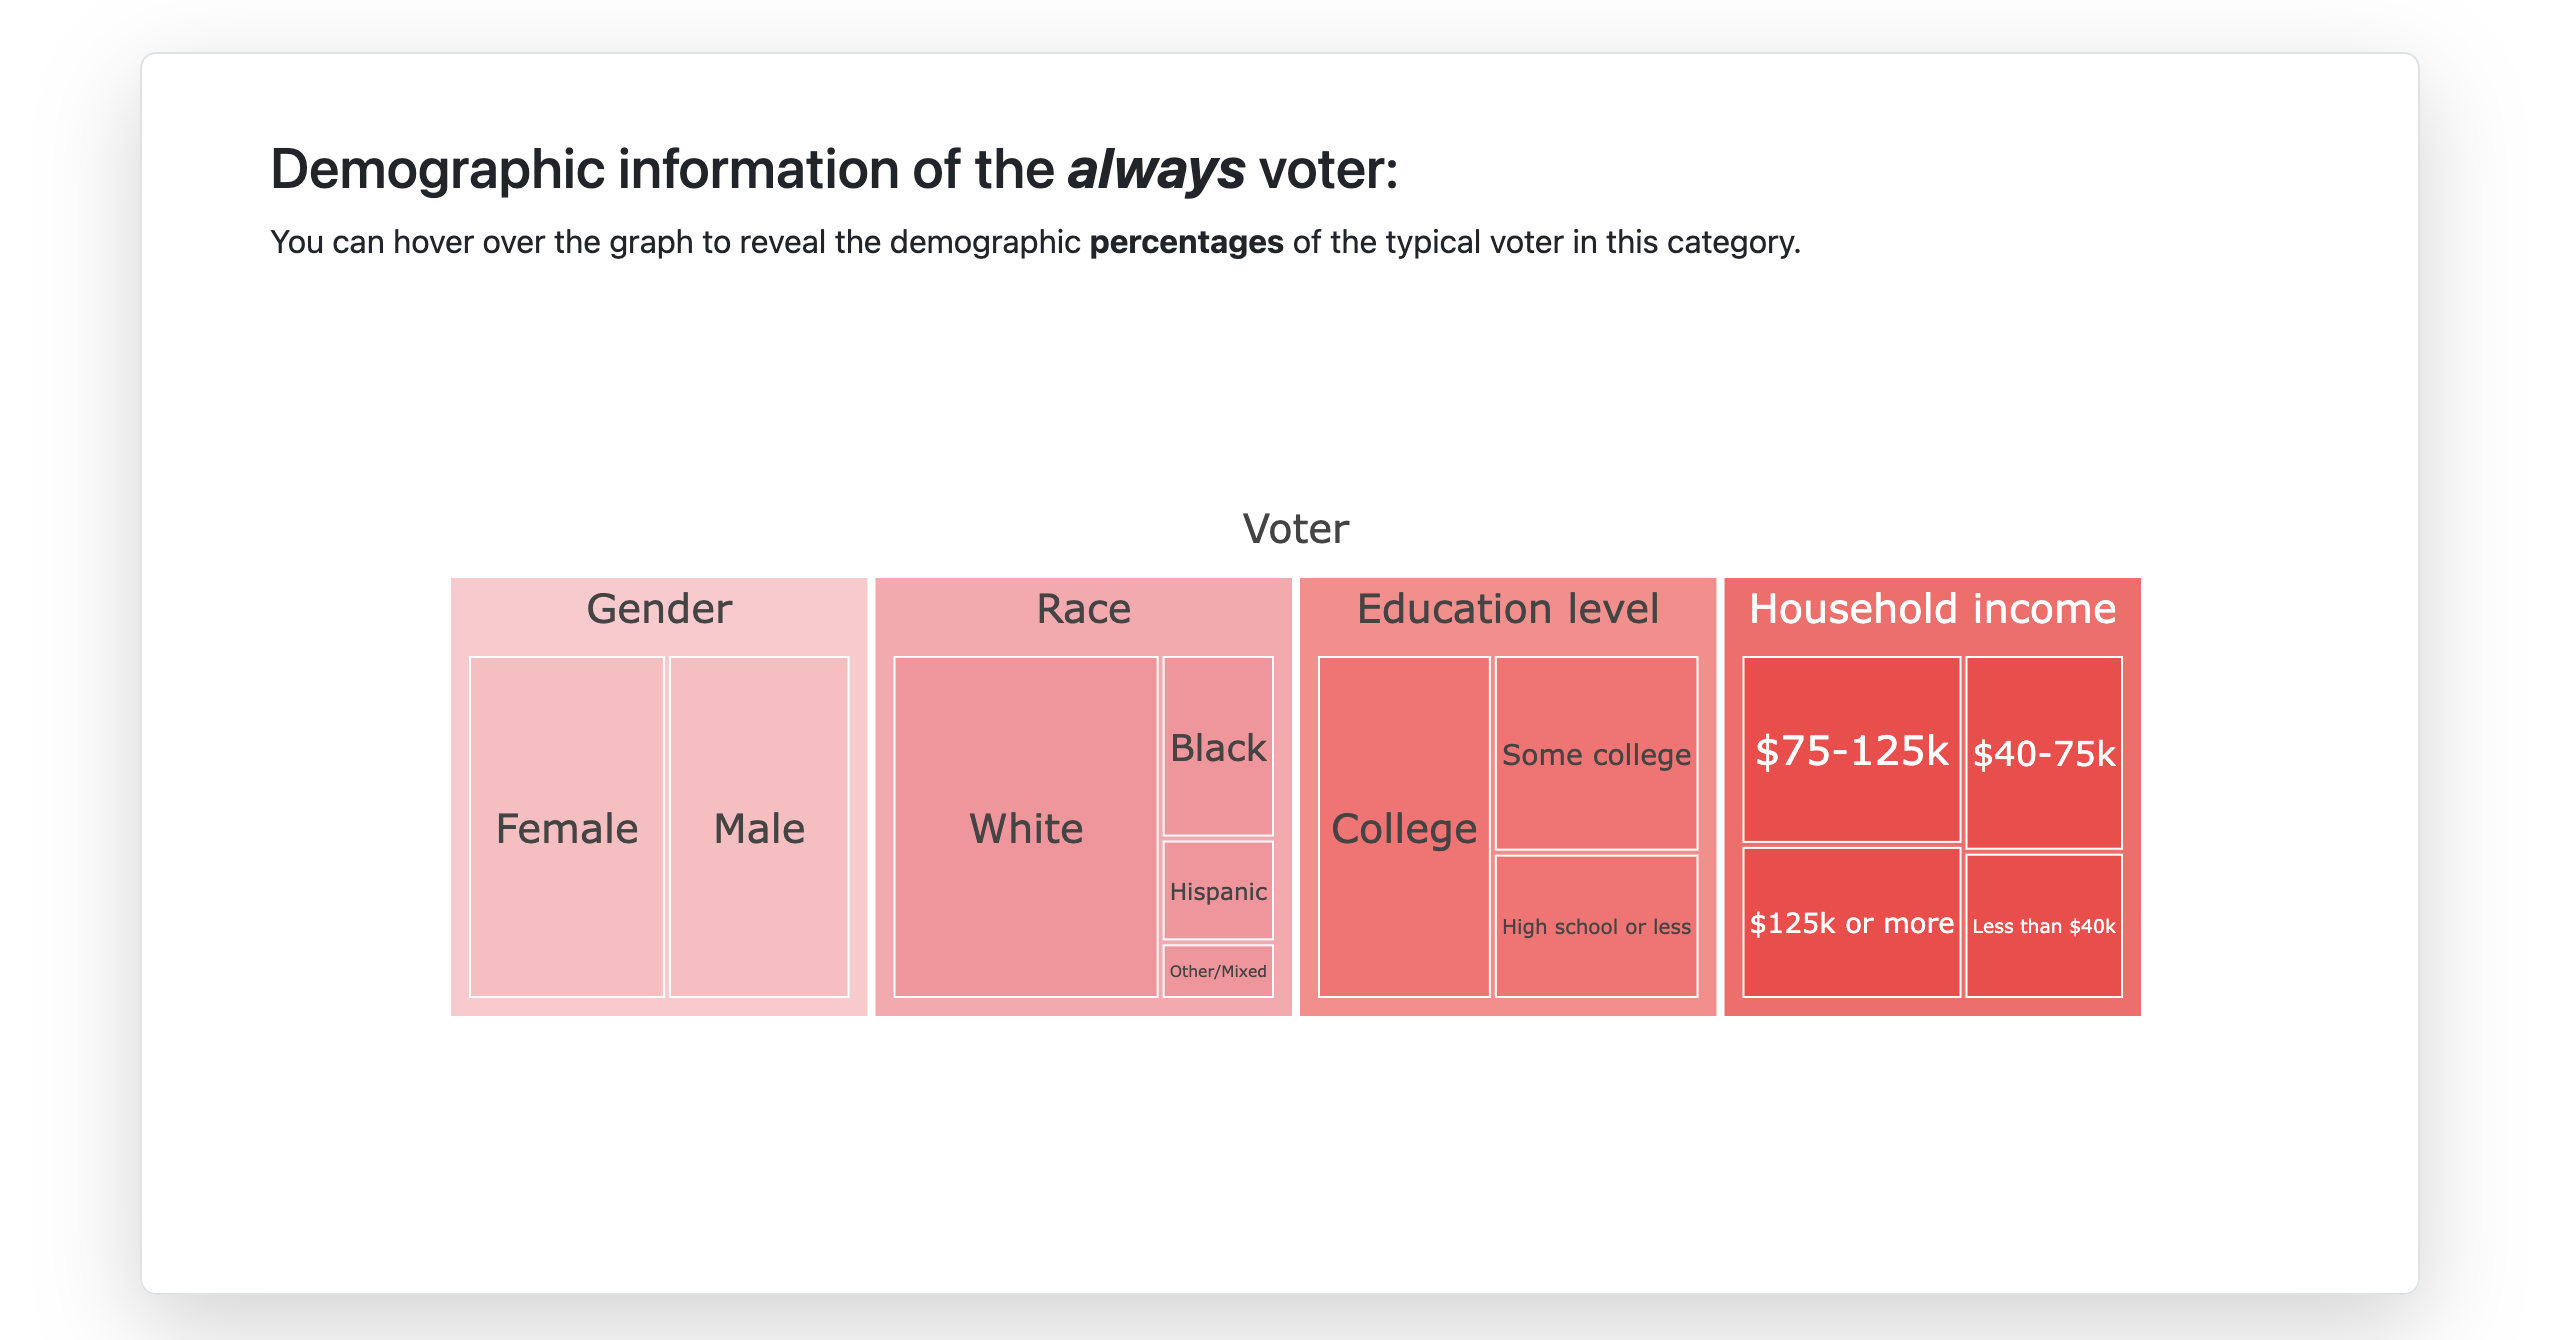 Demographic information of the always voter:
You can hover over the graph to reveal the demographic percentages of the typical voter in this category.
Voter
Gender
Female
Male
Race
White
Black
Hispanic
Other/Mixed
Education level
College
Some college
High school or less
Household income
$75-125k
$40-75k
$125k or more
Less than $40k